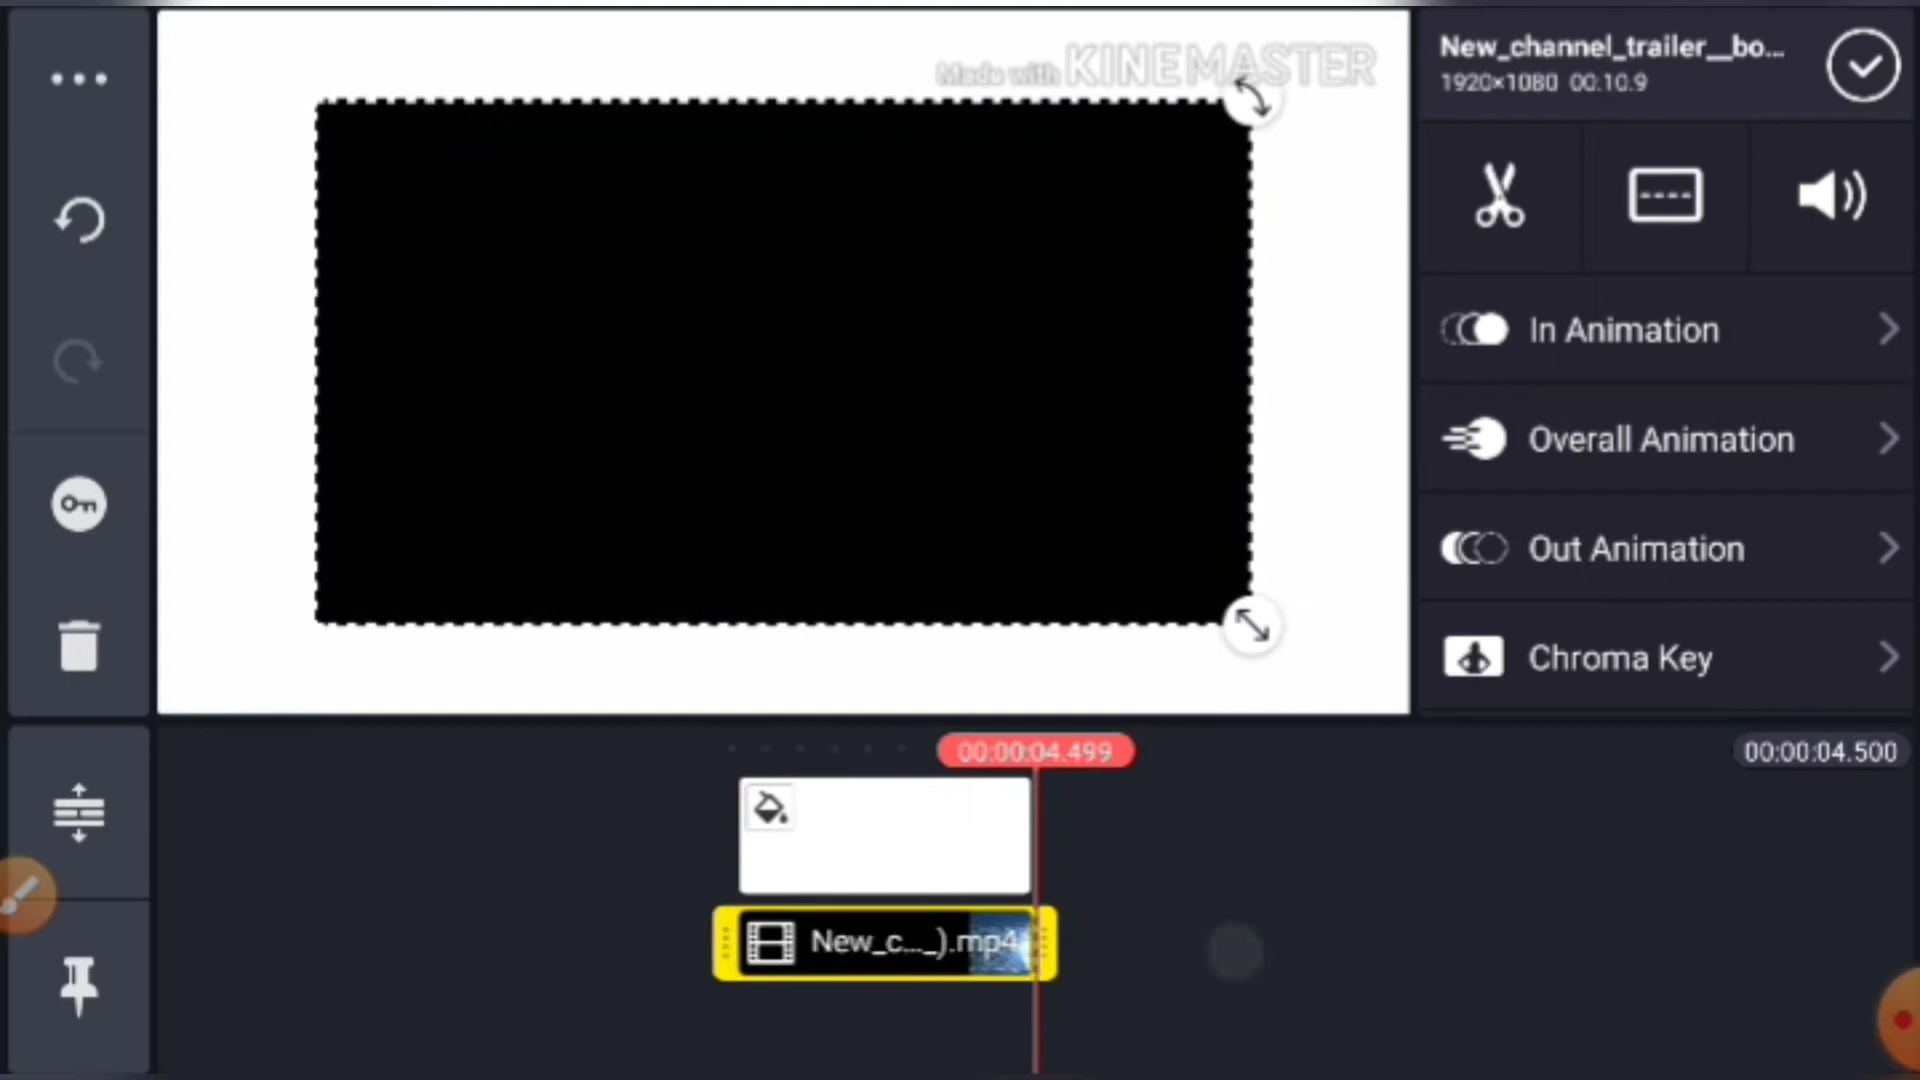 Made with KINEMASTER
New_channel_trailer__bo...
1920×1080 00:10.9
In Animation
Overall Animation
Out Animation
Chroma Key
00:00:04.499
00:00:04.500
New_c..._).mp4